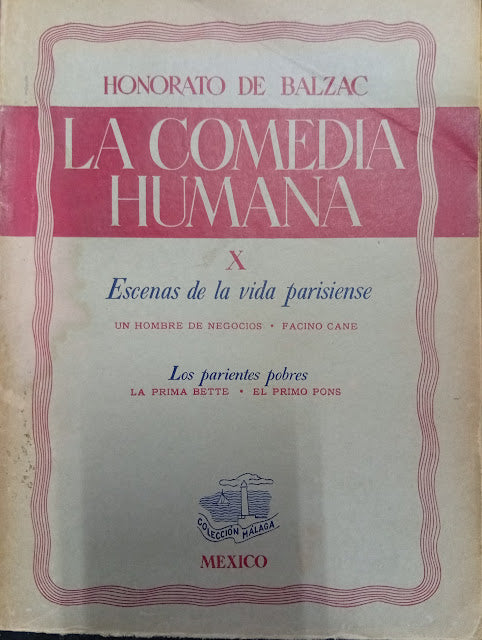 HONORATO DE BALZAC
LA COMEDIA
HUMANA
X
Escenas de la vida parisiense
UN HOMBRE DE NEGOCIOS • FACINO CANE
Los parientes pobres
LA PRIMA BETTE • EL PRIMO PONS
COLECCIÓN MÁLAGA
MEXICO